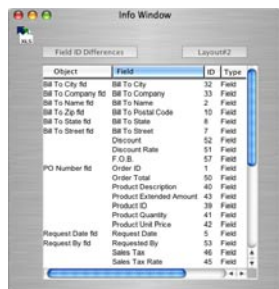 Info Window
XLS
Field ID Differences Layout#2
Object Field ID Type
Bill To City fld Bill To City 32 Field
Bill To Company fld Bill To Company 33 Field
Bill To Name fld Bill To Name 2 Field
Bill To Zip fld Bill To Postal Code 10 Field
Bill To State fld Bill To State 8 Field
Bill To Street fld Bill To Street 7 Field
Discount 52 Field
Discount Rate 51 Field
F.O.B. 57 Field
PO Number fld Order ID 1 Field
Order Total 50 Field
Product Description 40 Field
Product Extended Amount 43 Field
Product ID 39 Field
Product Quantity 41 Field
Product Unit Price 42 Field
Request Date fld Request Date 5 Field
Request By fld Requested By 53 Field
Sales Tax 46 Field
Sales Tax Rate 45 Field